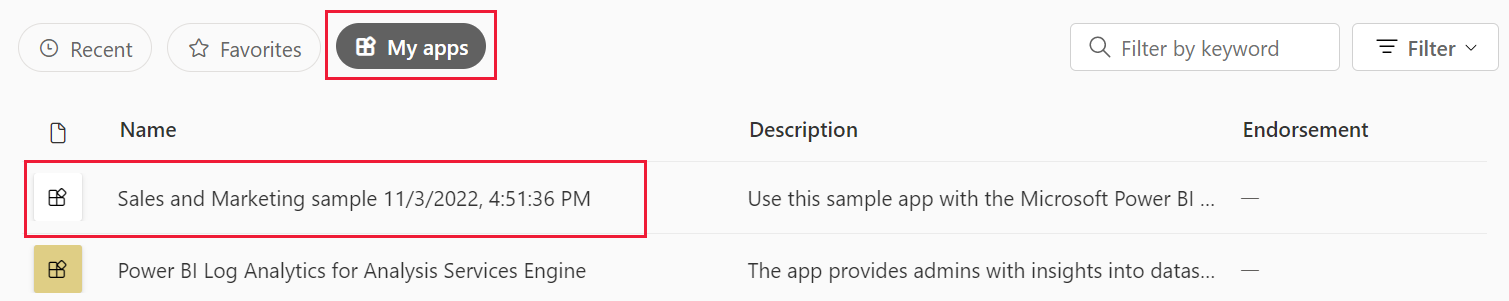 Recent Favorites My apps Filter by keyword Filter
Name Description Endorsement
Sales and Marketing sample 11/3/2022, 4:51:36 PM Use this sample app with the Microsoft Power BI ... —
Power BI Log Analytics for Analysis Services Engine The app provides admins with insights into datas... —